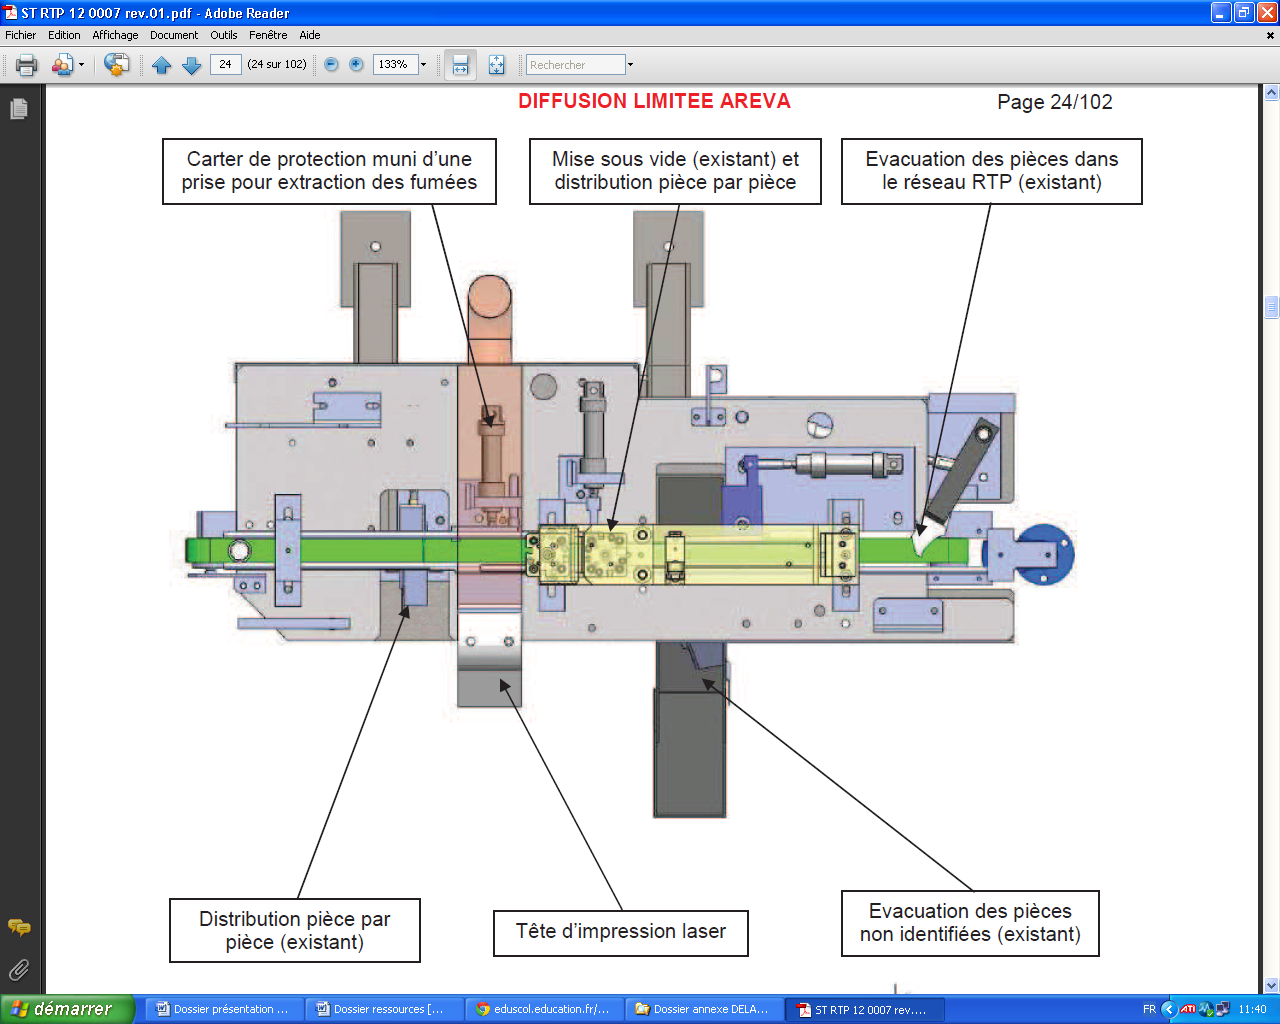 ST RTP 12 0007 rev.01.pdf - Adobe Reader
Fichier Edition Affichage Document Outils Fenêtre Aide
24 (24 sur 102) 133% Rechercher
DIFFUSION LIMITEE AREVA
Page 24/102
Carter de protection muni d'une
prise pour extraction des fumées
Mise sous vide (existant) et
distribution pièce par pièce
Evacuation des pièces dans
le réseau RTP (existant)
Distribution pièce par
pièce (existant)
Tête d'impression laser
Evacuation des pièces
non identifiées (existant)
démarrer Dossier présentation ... Dossier ressources [... eduscol.education.fr/... Dossier annexe DELA... ST RTP 12 0007 rev.... FR ATI 11:40